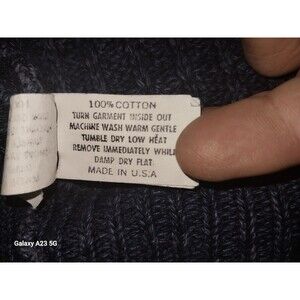 100% COTTON
TURN GARMENT INSIDE OUT
MACHINE WASH WARM GENTLE
TUMBLE DRY LOW HEAT
REMOVE IMMEDIATELY WHILE
DAMP DRY FLAT
MADE IN U.S.A
Galaxy A23 5G